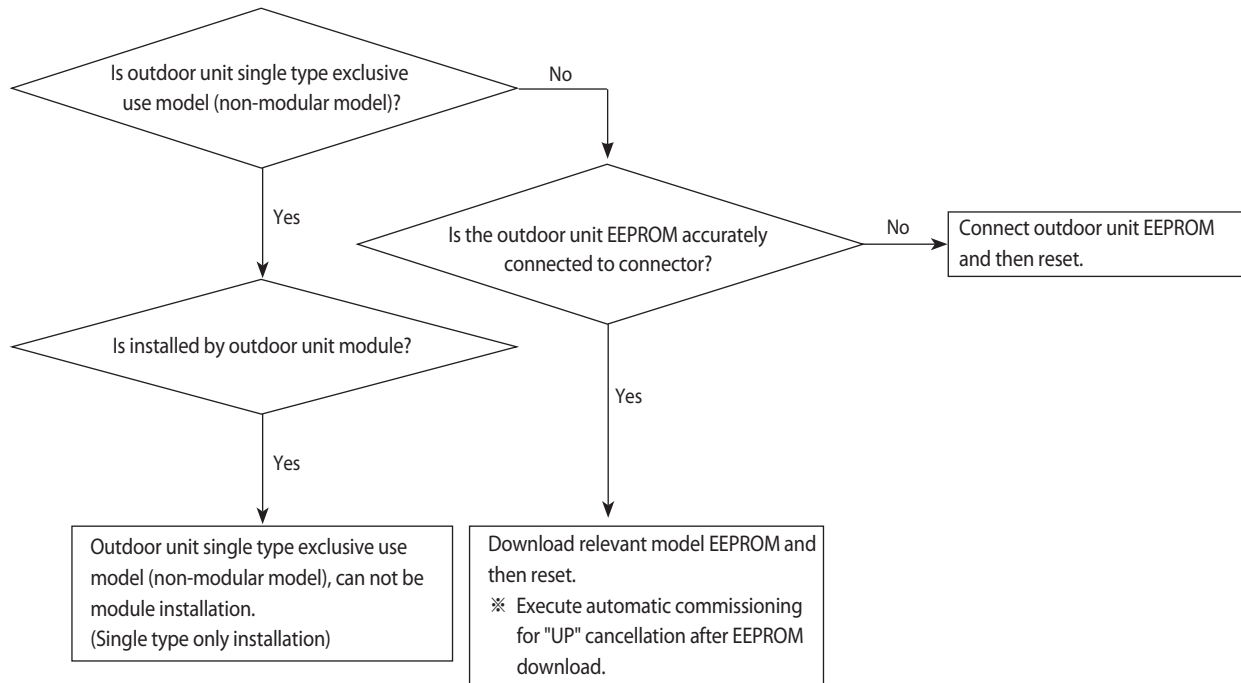 Is outdoor unit single type exclusive
use model (non-modular model)?
No
Yes
Is the outdoor unit EEPROM accurately
connected to connector?
No
Connect outdoor unit EEPROM
and then reset.
Is installed by outdoor unit module?
Yes
Yes
Outdoor unit single type exclusive use
model (non-modular model), can not be
module installation.
(Single type only installation)
Download relevant model EEPROM and
then reset.
※ Execute automatic commissioning
for "UP" cancellation after EEPROM
download.